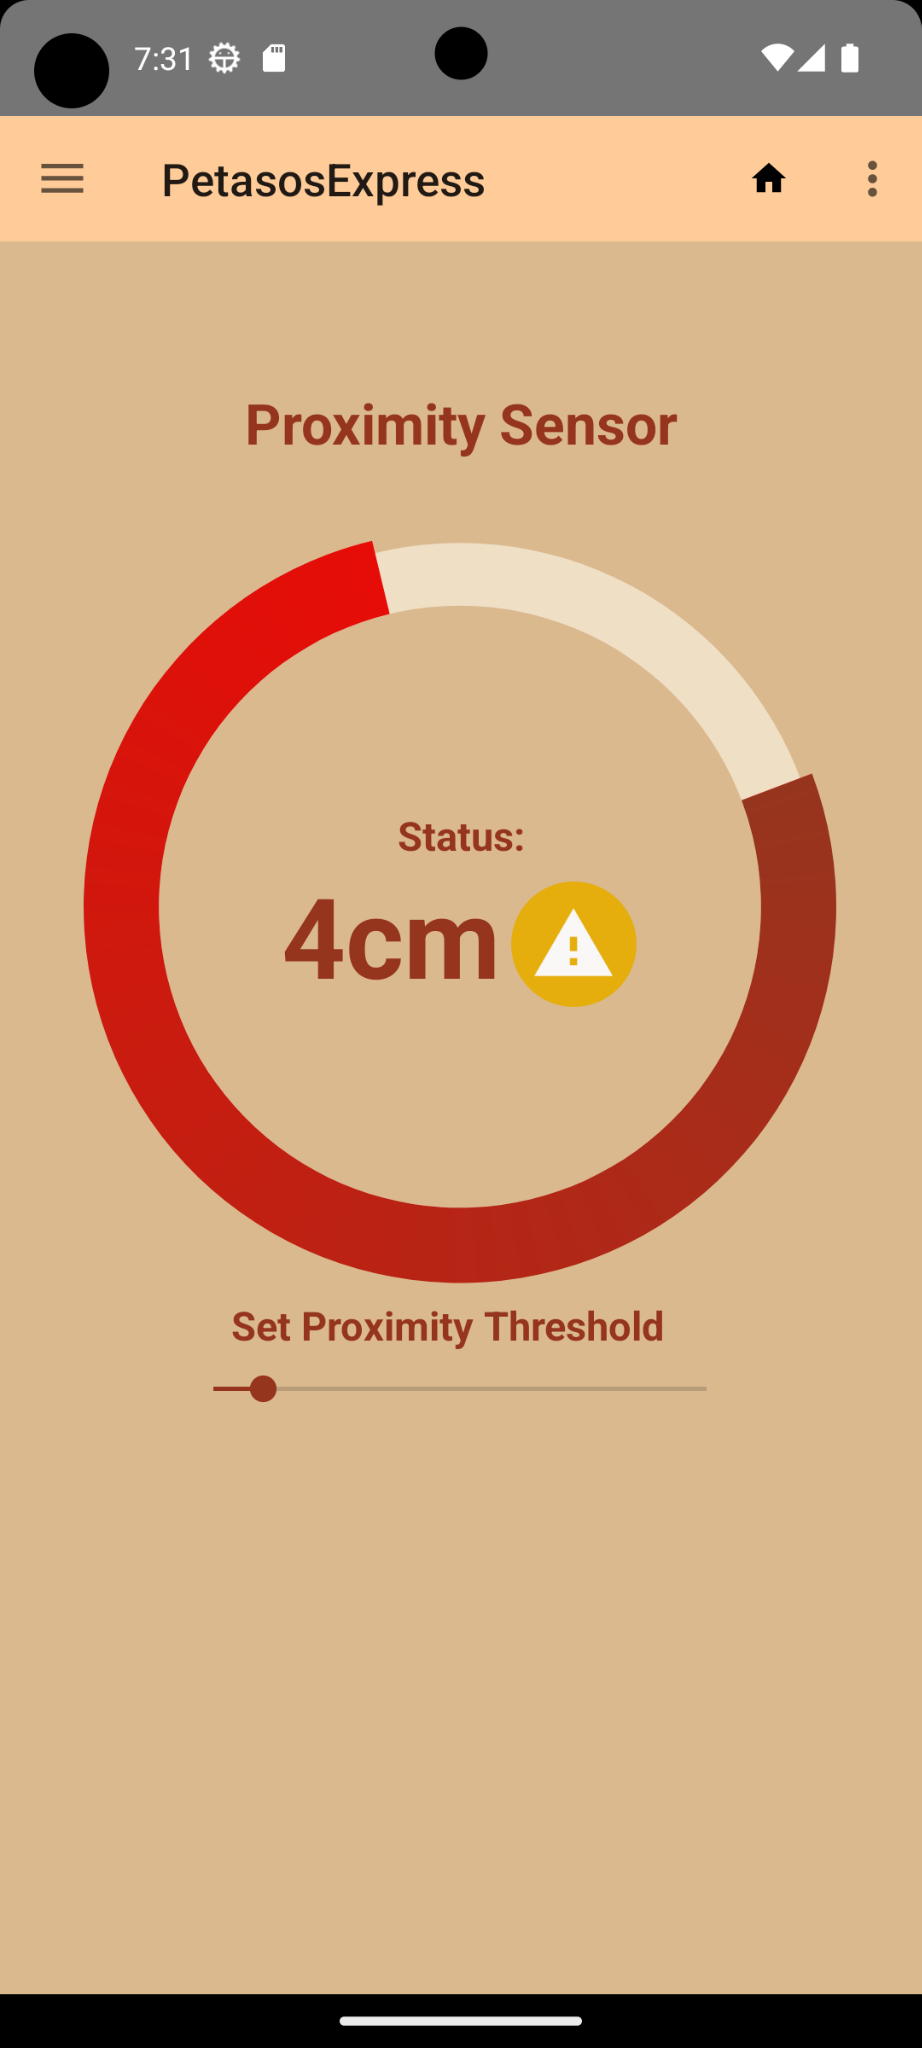 7:31
PetasosExpress
Proximity Sensor
Status:
4cm
Set Proximity Threshold